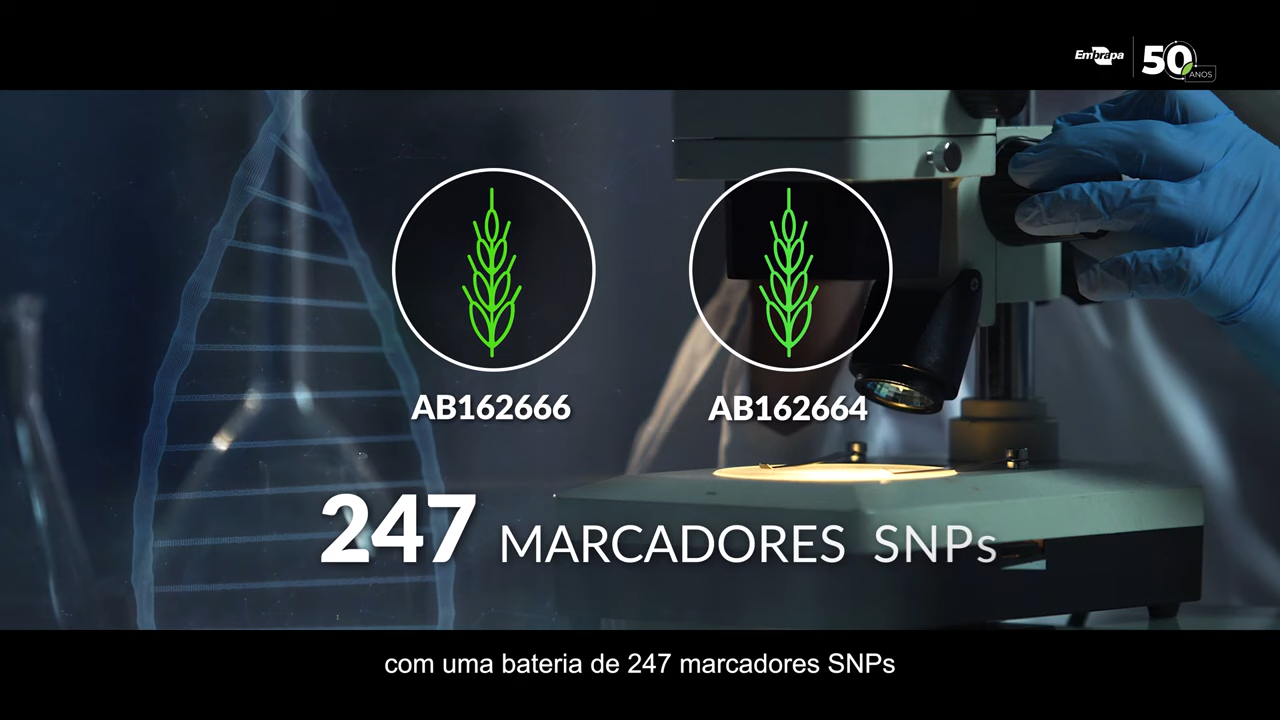 Embrapa
50
ANOS
AB162666
AB162664
247 MARCADORES SNPs
com uma bateria de 247 marcadores SNPs